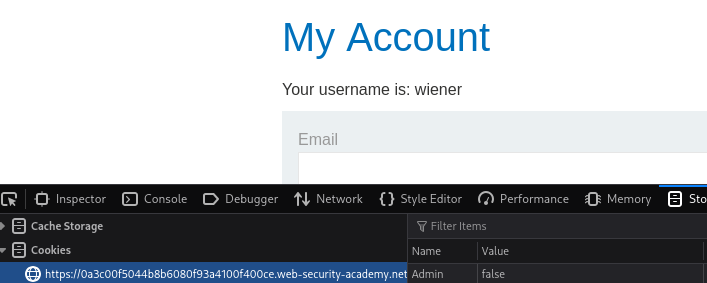 My Account
Your username is: wiener
Email
Inspector Console Debugger Network Style Editor Performance Memory Sto
Cache Storage
Filter Items
Cookies
Name Value
https://0a3c00f5044b8b6080f93a4100f400ce.web-security-academy.net
Admin false